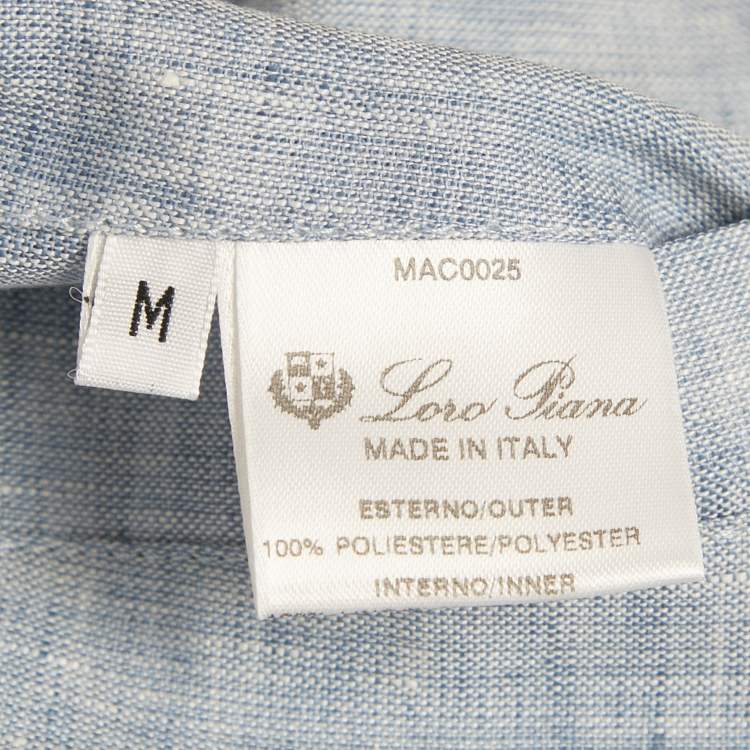 M
MAC0025
Loro Piana
MADE IN ITALY
ESTERNO/OUTER
100% POLIESTERE/POLYESTER
INTERNO/INNER